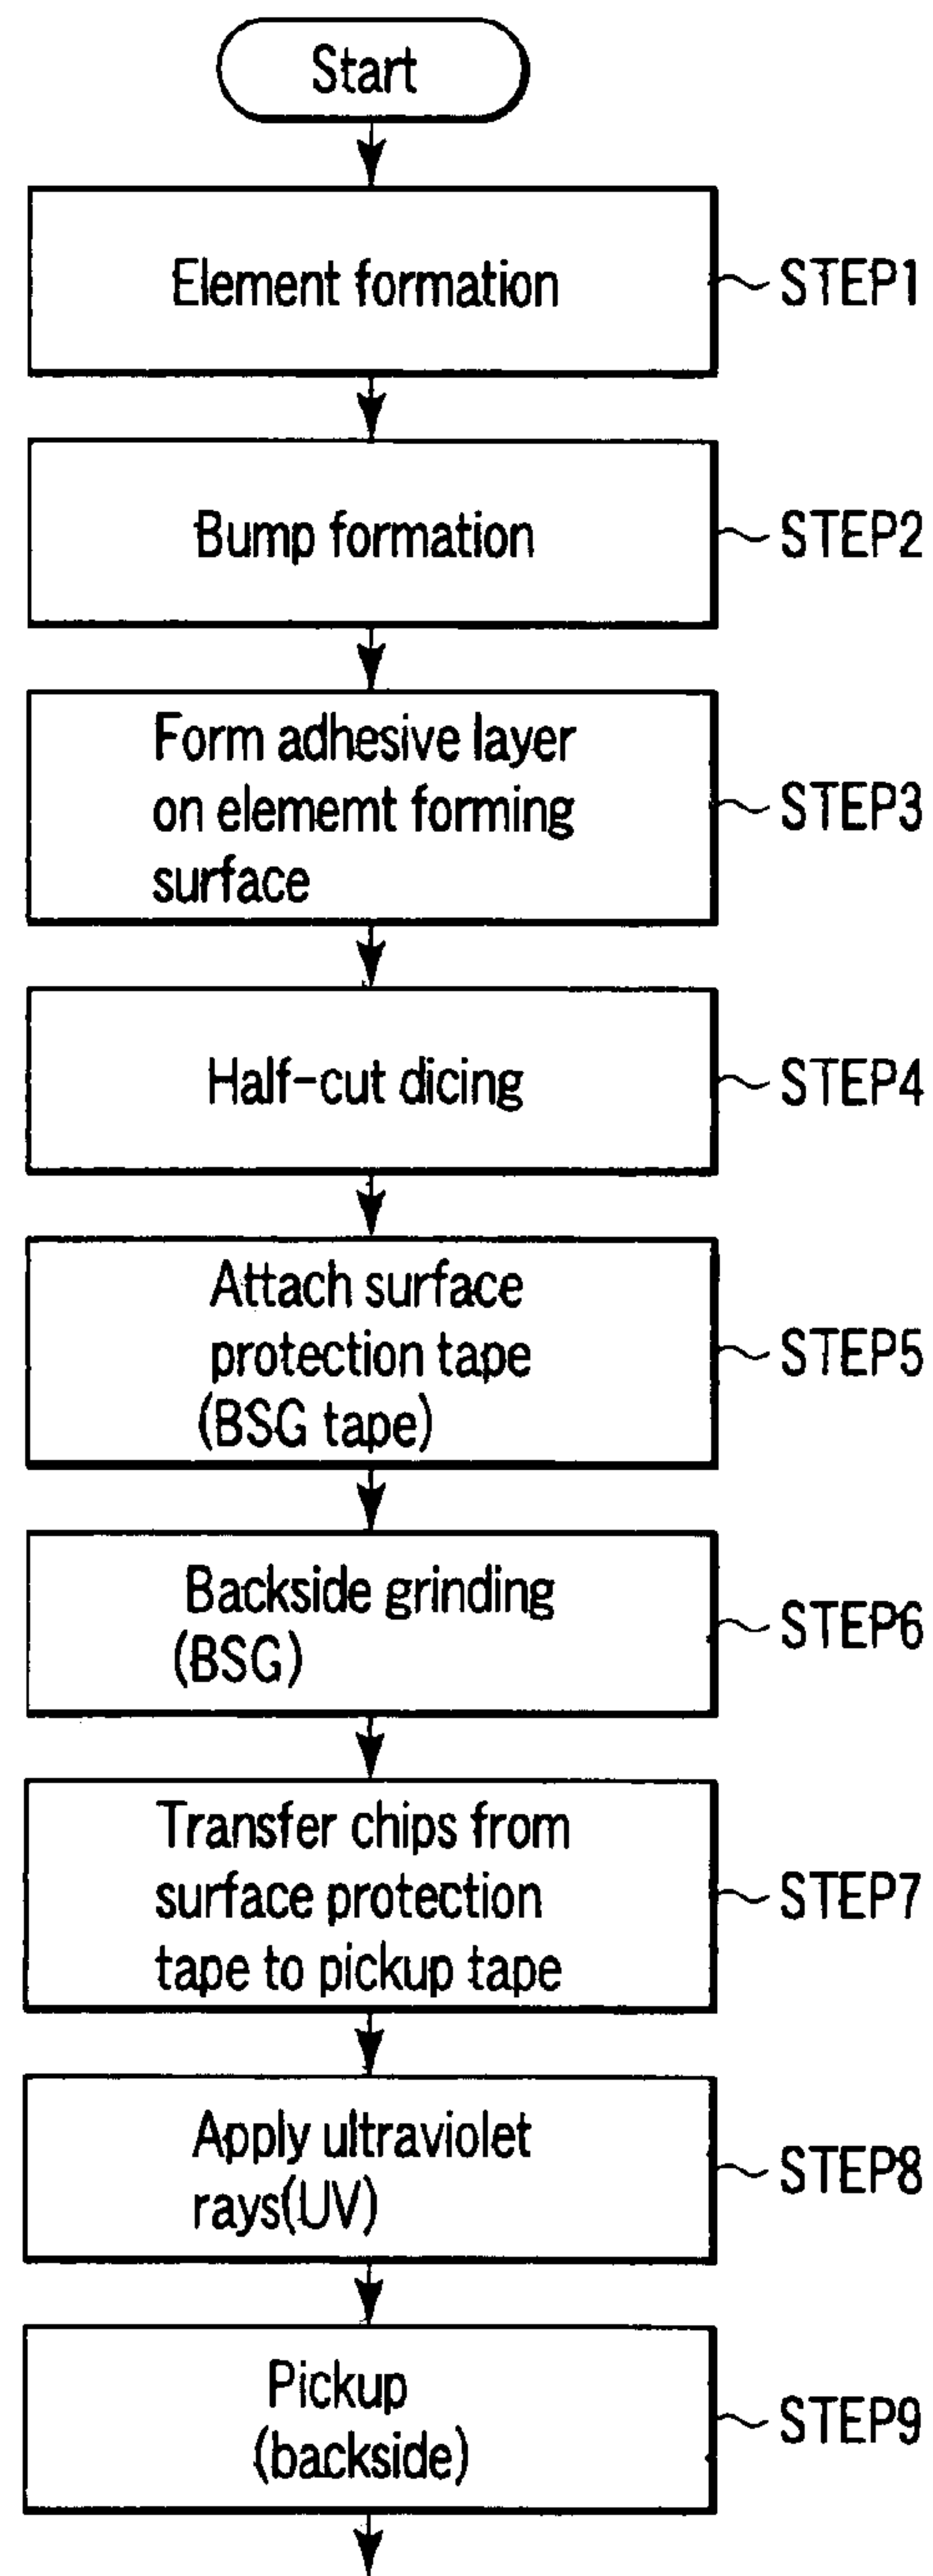 Start
Element formation
STEP1
Bump formation
STEP2
Form adhesive layer
on elememt forming
surface
STEP3
Half-cut dicing
STEP4
Attach surface
protection tape
(BSG tape)
STEP5
Backside grinding
(BSG)
STEP6
Transfer chips from
surface protection
tape to pickup tape
STEP7
Apply ultraviolet
rays(UV)
STEP8
Pickup
(backside)
STEP9